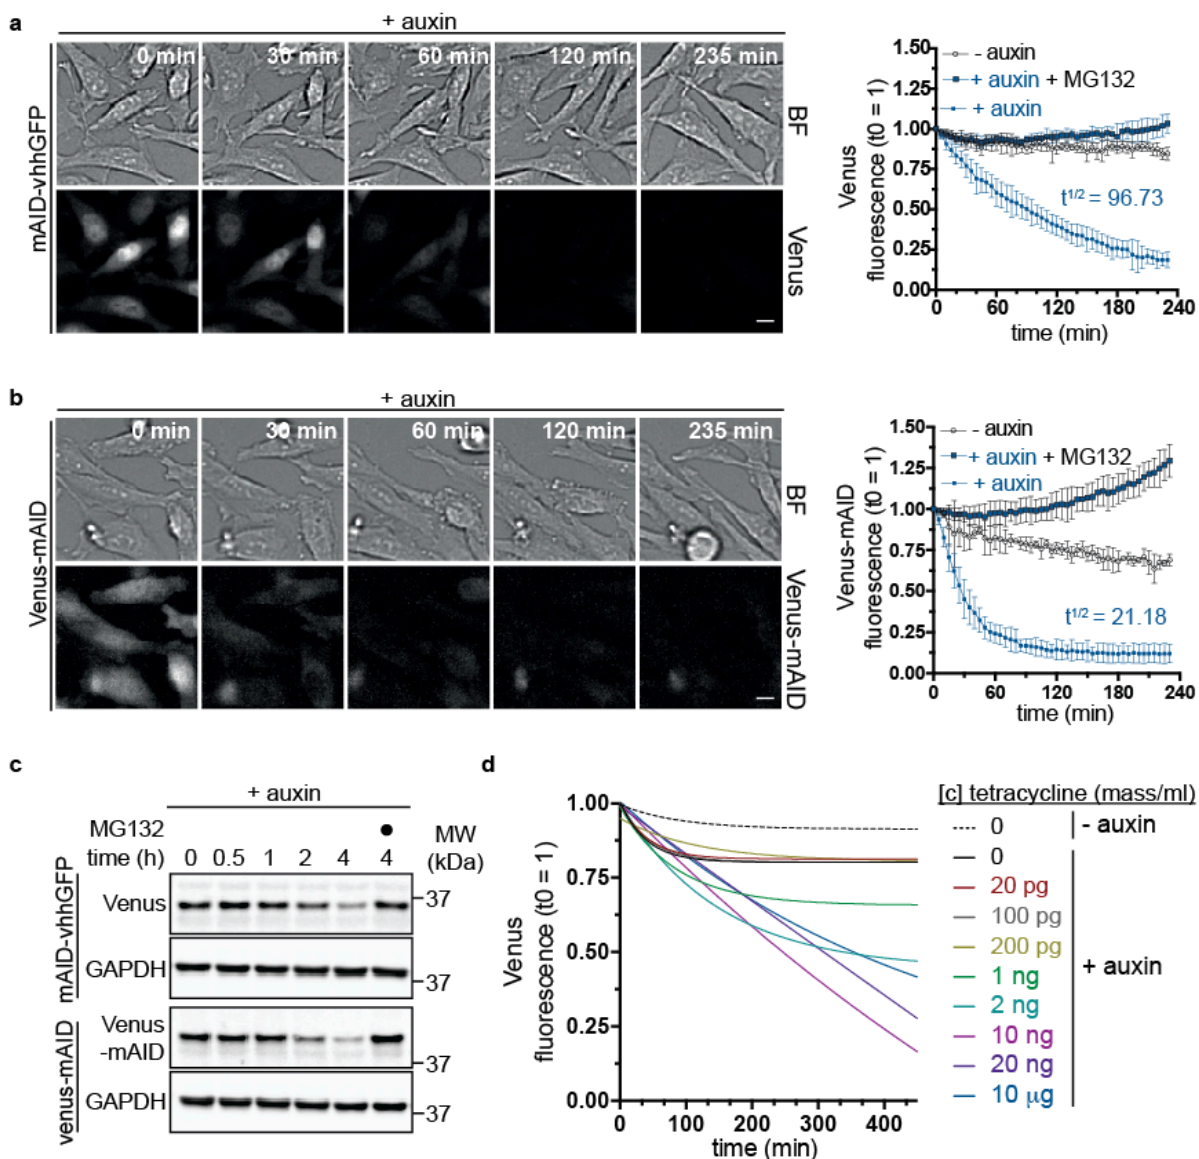 a
+ auxin
mAID-vhhGFP
0 min 30 min 60 min 120 min 235 min
BF
Venus
1.50
1.25
1.00
0.75
0.50
0.25
0.00
Venus
fluorescence (t0 = 1)
- auxin
+ auxin + MG132
+ auxin
t1/2 = 96.73
0 60 120 180 240
time (min)
b
+ auxin
Venus-mAID
0 min 30 min 60 min 120 min 235 min
BF
Venus-mAID
1.50
1.25
1.00
0.75
0.50
0.25
0.00
Venus-mAID
fluorescence (t0 = 1)
- auxin
+ auxin + MG132
+ auxin
t1/2 = 21.18
0 60 120 180 240
time (min)
c
+ auxin
MG132 ● MW
time (h) 0 0.5 1 2 4 4 (kDa)
mAID-vhhGFP
Venus 37
GAPDH 37
venus-mAID
Venus
-mAID 37
GAPDH 37
d
1.00
0.75
0.50
0.25
0.00
Venus
fluorescence (t0 = 1)
0 100 200 300 400
time (min)
[c] tetracycline (mass/ml)
0 - auxin
0
20 pg
100 pg
200 pg
1 ng + auxin
2 ng
10 ng
20 ng
10 µg